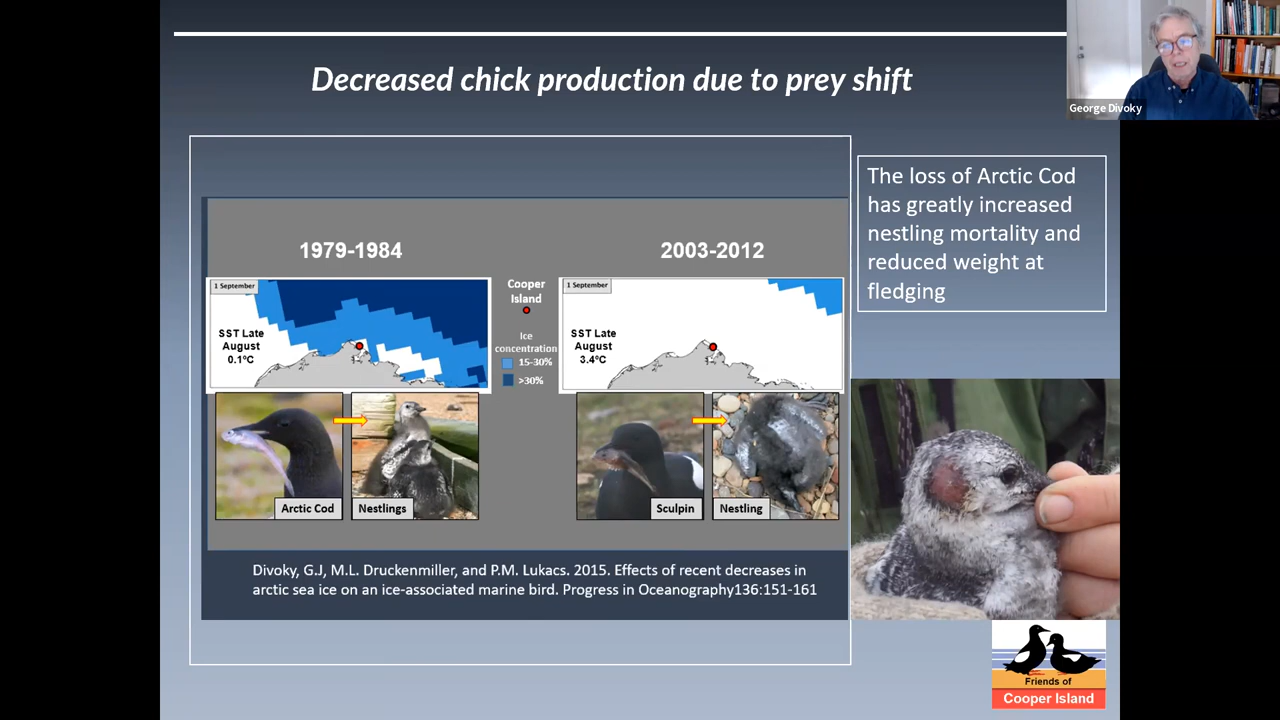 Decreased chick production due to prey shift
George Divoky
The loss of Arctic Cod
has greatly increased
nestling mortality and
reduced weight at
fledging
1979-1984
2003-2012
1 September
SST Late
August
0.1ºC
Cooper
Island
Ice
concentration
15-30%
>30%
1 September
SST Late
August
3.4ºC
Arctic Cod
Nestlings
Sculpin
Nestling
Divoky, G.J, M.L. Druckenmiller, and P.M. Lukacs. 2015. Effects of recent decreases in
arctic sea ice on an ice-associated marine bird. Progress in Oceanography136:151-161
Friends of
Cooper Island